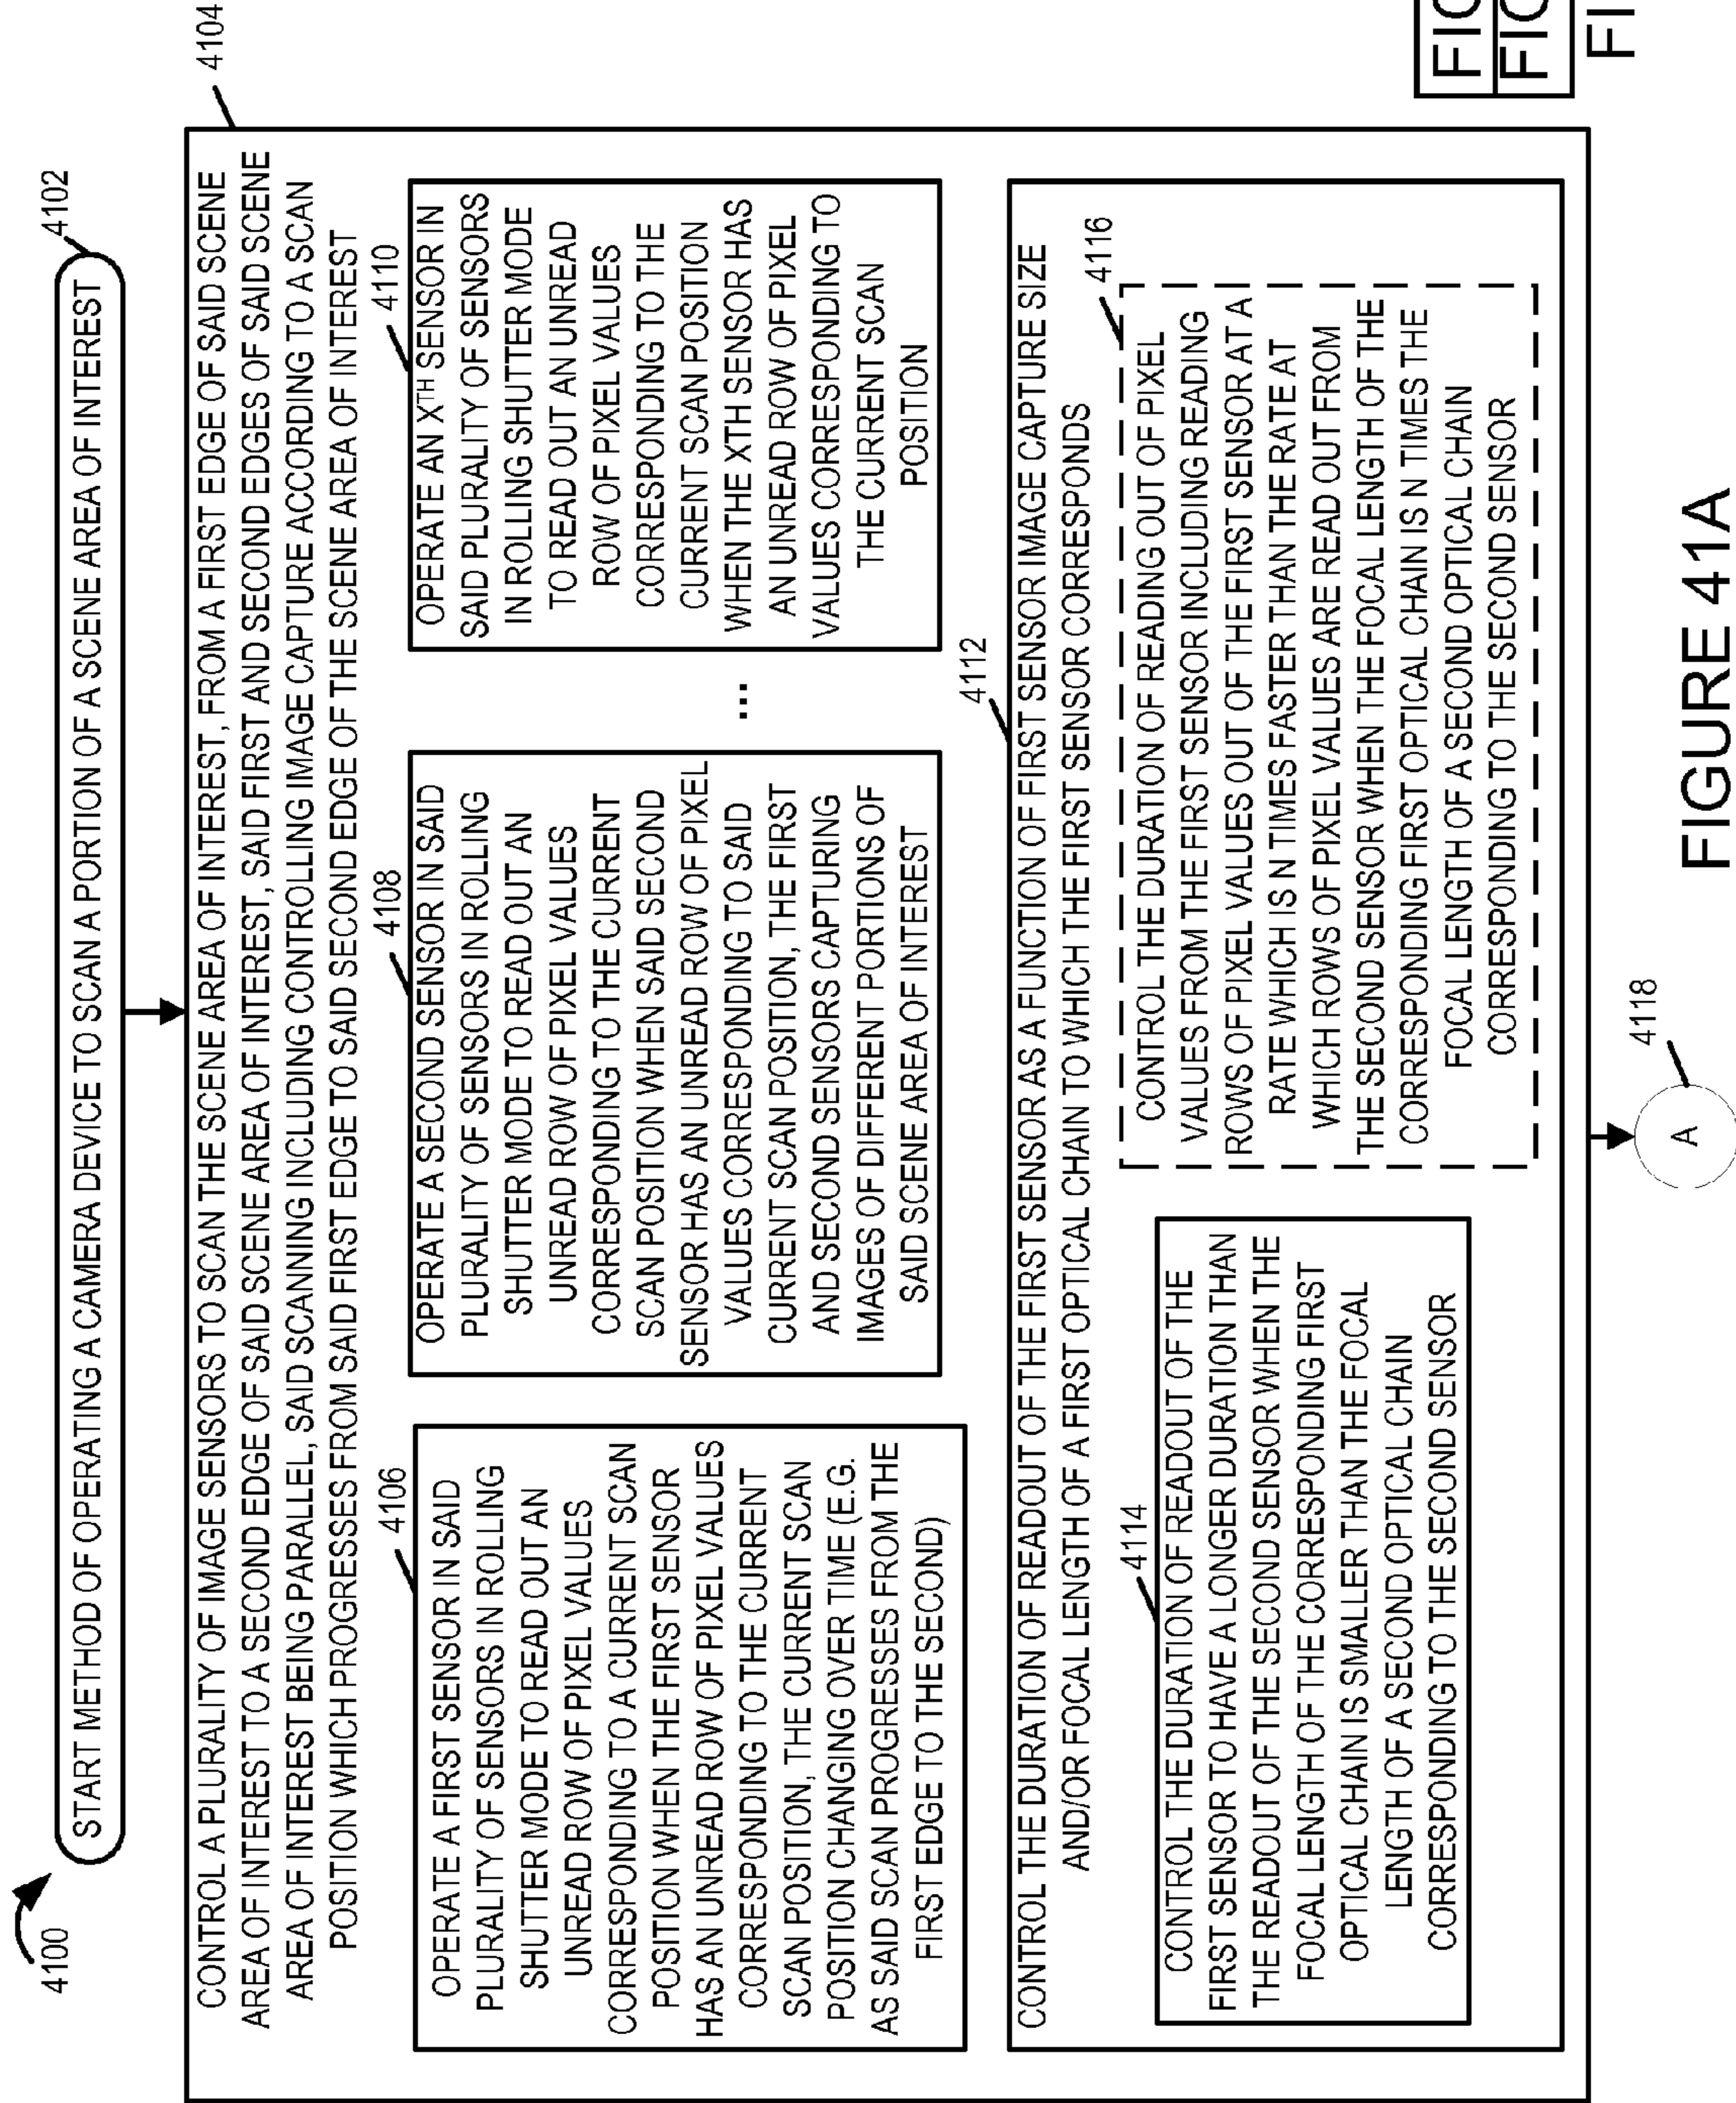 4100
START METHOD OF OPERATING A CAMERA DEVICE TO SCAN A PORTION OF A SCENE AREA OF INTEREST
4102
4104
CONTROL A PLURALITY OF IMAGE SENSORS TO SCAN THE SCENE AREA OF INTEREST, FROM A FIRST EDGE OF SAID SCENE
AREA OF INTEREST TO A SECOND EDGE OF SAID SCENE AREA OF INTEREST, SAID FIRST AND SECOND EDGES OF SAID SCENE
AREA OF INTEREST BEING PARALLEL, SAID SCANNING INCLUDING CONTROLLING IMAGE CAPTURE ACCORDING TO A SCAN
POSITION WHICH PROGRESSES FROM SAID FIRST EDGE TO SAID SECOND EDGE OF THE SCENE AREA OF INTEREST
4106
OPERATE A FIRST SENSOR IN SAID
PLURALITY OF SENSORS IN ROLLING
SHUTTER MODE TO READ OUT AN
UNREAD ROW OF PIXEL VALUES
CORRESPONDING TO A CURRENT SCAN
POSITION WHEN THE FIRST SENSOR
HAS AN UNREAD ROW OF PIXEL VALUES
CORRESPONDING TO THE CURRENT
SCAN POSITION, THE CURRENT SCAN
POSITION CHANGING OVER TIME (E.G.
AS SAID SCAN PROGRESSES FROM THE
FIRST EDGE TO THE SECOND)
4108
OPERATE A SECOND SENSOR IN SAID
PLURALITY OF SENSORS IN ROLLING
SHUTTER MODE TO READ OUT AN
UNREAD ROW OF PIXEL VALUES
CORRESPONDING TO THE CURRENT
SCAN POSITION WHEN SAID SECOND
SENSOR HAS AN UNREAD ROW OF PIXEL
VALUES CORRESPONDING TO SAID
CURRENT SCAN POSITION, THE FIRST
AND SECOND SENSORS CAPTURING
IMAGES OF DIFFERENT PORTIONS OF
SAID SCENE AREA OF INTEREST
...
4110
OPERATE AN XTH SENSOR IN
SAID PLURALITY OF SENSORS
IN ROLLING SHUTTER MODE
TO READ OUT AN UNREAD
ROW OF PIXEL VALUES
CORRESPONDING TO THE
CURRENT SCAN POSITION
WHEN THE XTH SENSOR HAS
AN UNREAD ROW OF PIXEL
VALUES CORRESPONDING TO
THE CURRENT SCAN
POSITION
4112
CONTROL THE DURATION OF READOUT OF THE FIRST SENSOR AS A FUNCTION OF FIRST SENSOR IMAGE CAPTURE SIZE
AND/OR FOCAL LENGTH OF A FIRST OPTICAL CHAIN TO WHICH THE FIRST SENSOR CORRESPONDS
4114
CONTROL THE DURATION OF READOUT OF THE
FIRST SENSOR TO HAVE A LONGER DURATION THAN
THE READOUT OF THE SECOND SENSOR WHEN THE
FOCAL LENGTH OF THE CORRESPONDING FIRST
OPTICAL CHAIN IS SMALLER THAN THE FOCAL
LENGTH OF A SECOND OPTICAL CHAIN
CORRESPONDING TO THE SECOND SENSOR
4116
CONTROL THE DURATION OF READING OUT OF PIXEL
VALUES FROM THE FIRST SENSOR INCLUDING READING
ROWS OF PIXEL VALUES OUT OF THE FIRST SENSOR AT A
RATE WHICH IS N TIMES FASTER THAN THE RATE AT
WHICH ROWS OF PIXEL VALUES ARE READ OUT FROM
THE SECOND SENSOR WHEN THE FOCAL LENGTH OF THE
CORRESPONDING FIRST OPTICAL CHAIN IS N TIMES THE
FOCAL LENGTH OF A SECOND OPTICAL CHAIN
CORRESPONDING TO THE SECOND SENSOR
A
4118
FIGURE 41A